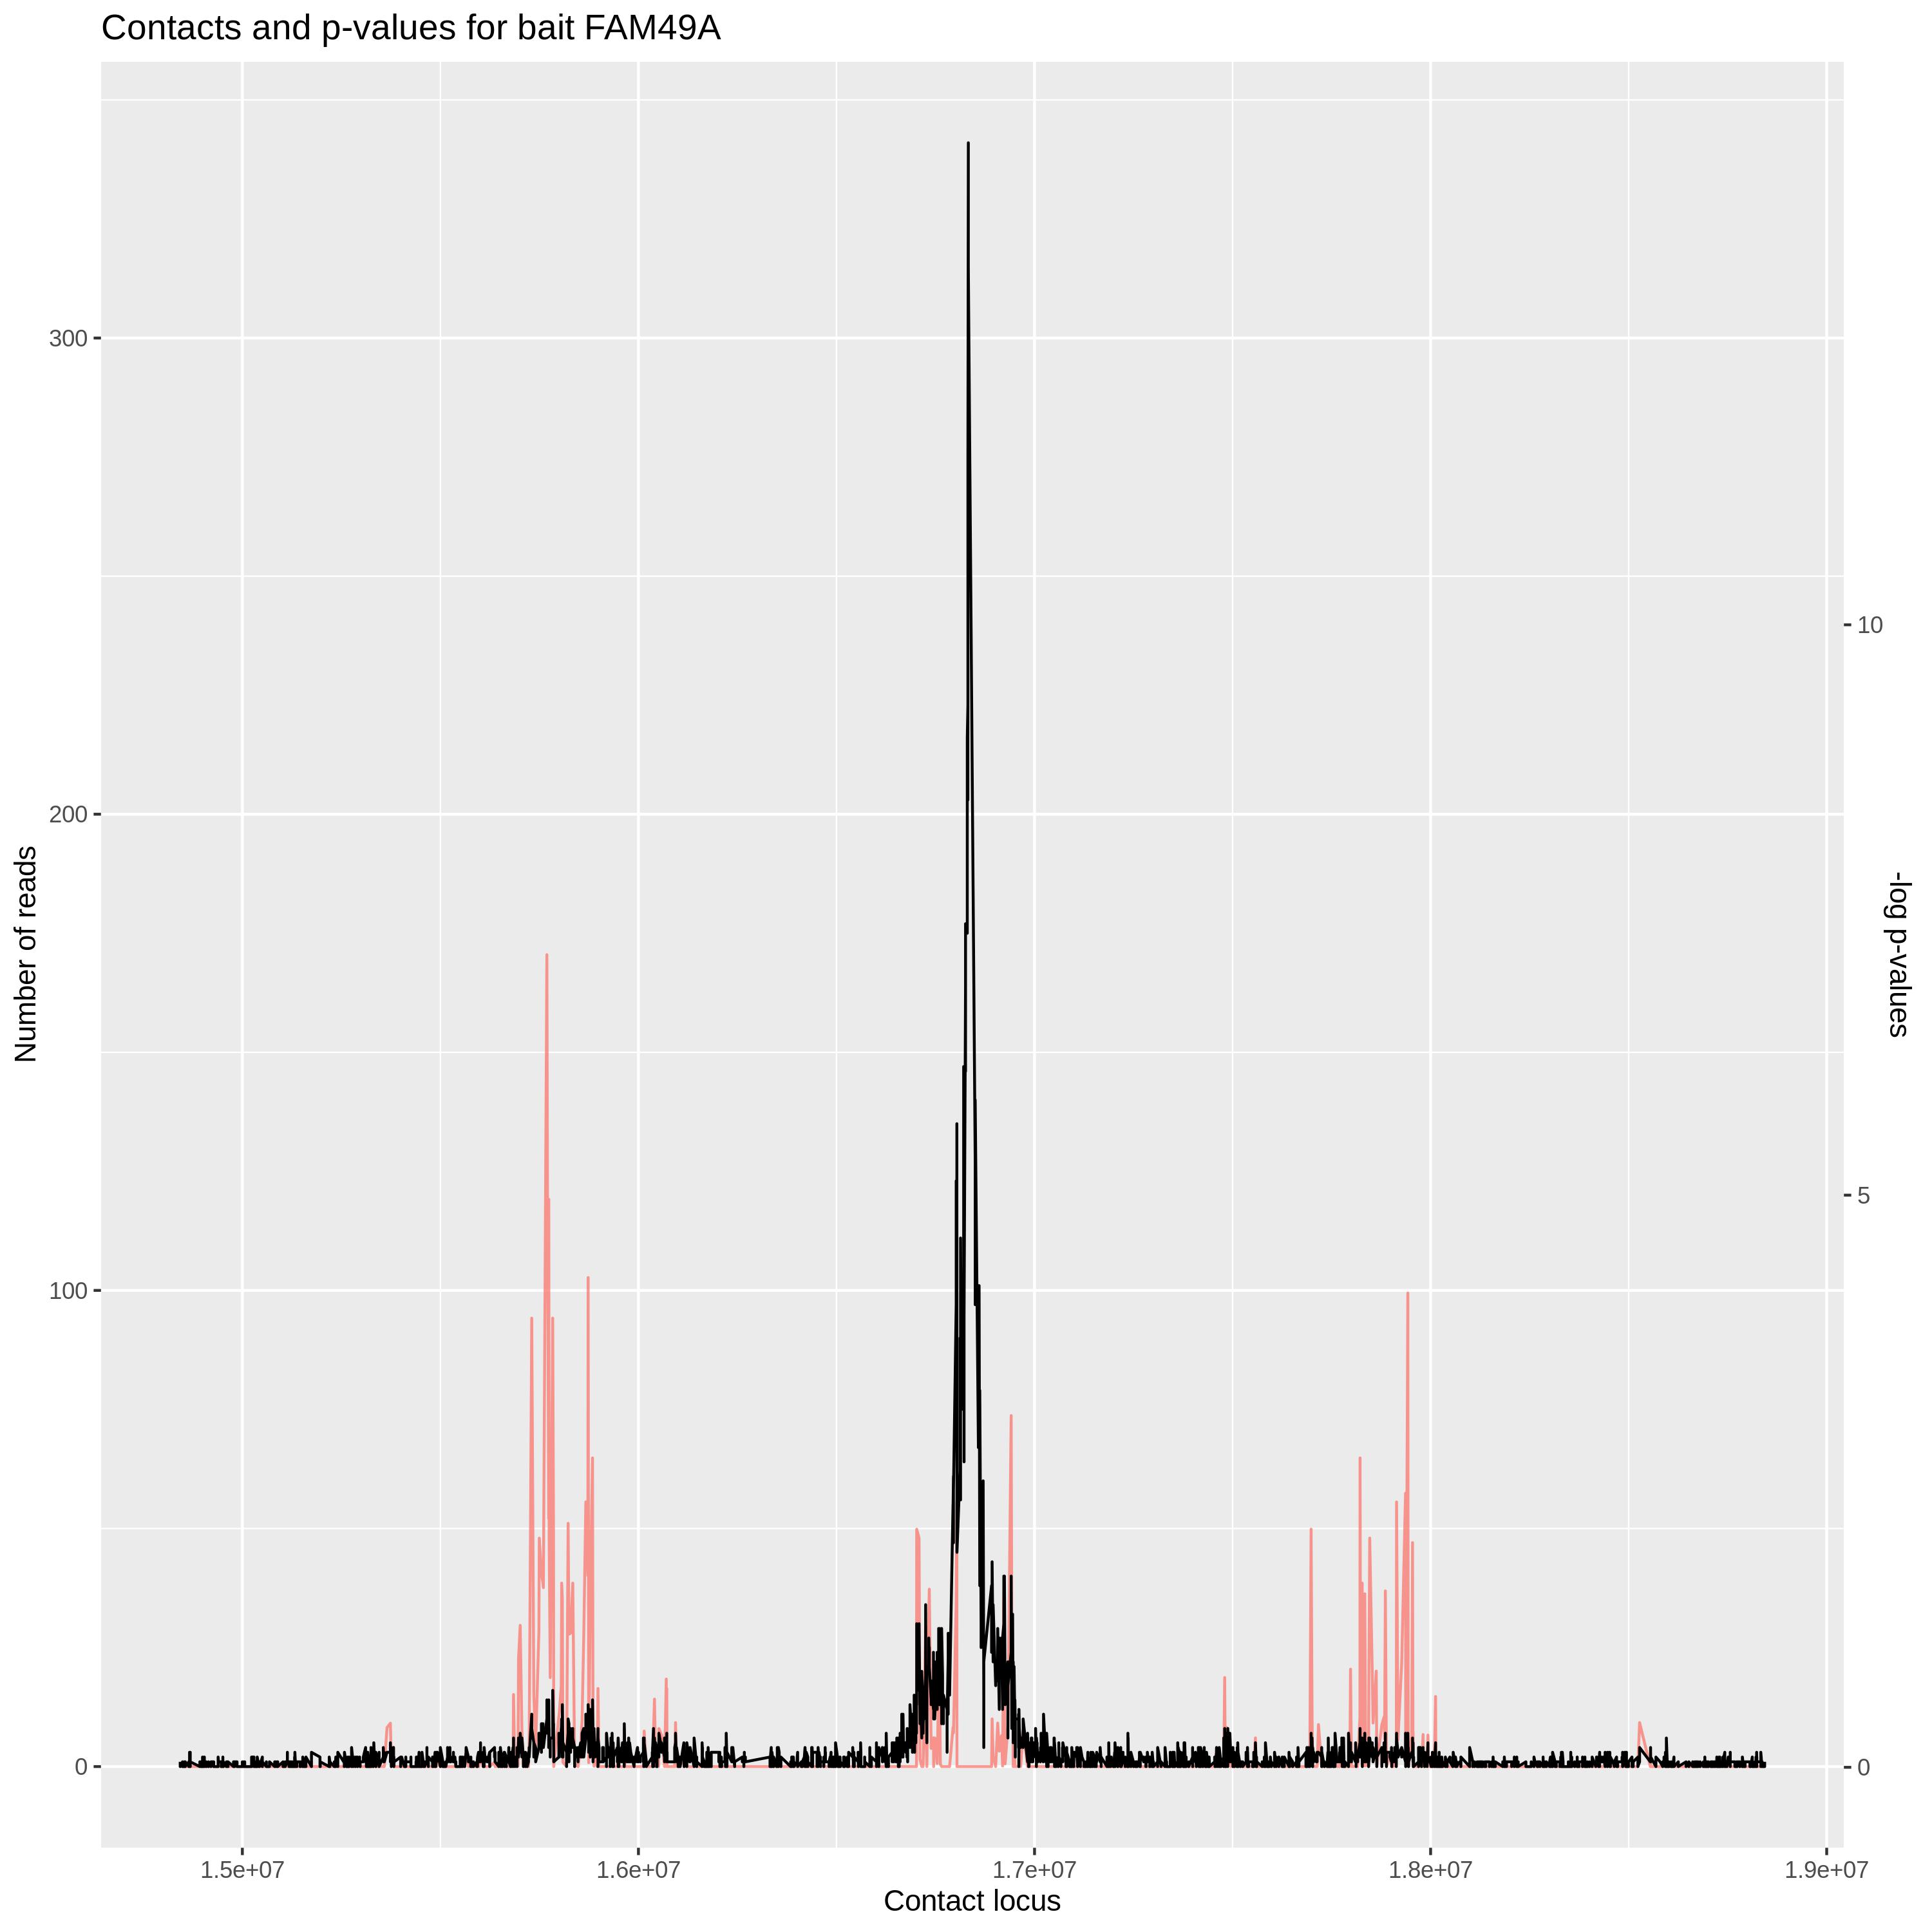 Contacts and p-values for bait FAM49A
300
200
100
0
Number of reads
10
5
0
-log p-values
1.5e+07
1.6e+07
1.7e+07
1.8e+07
1.9e+07
Contact locus